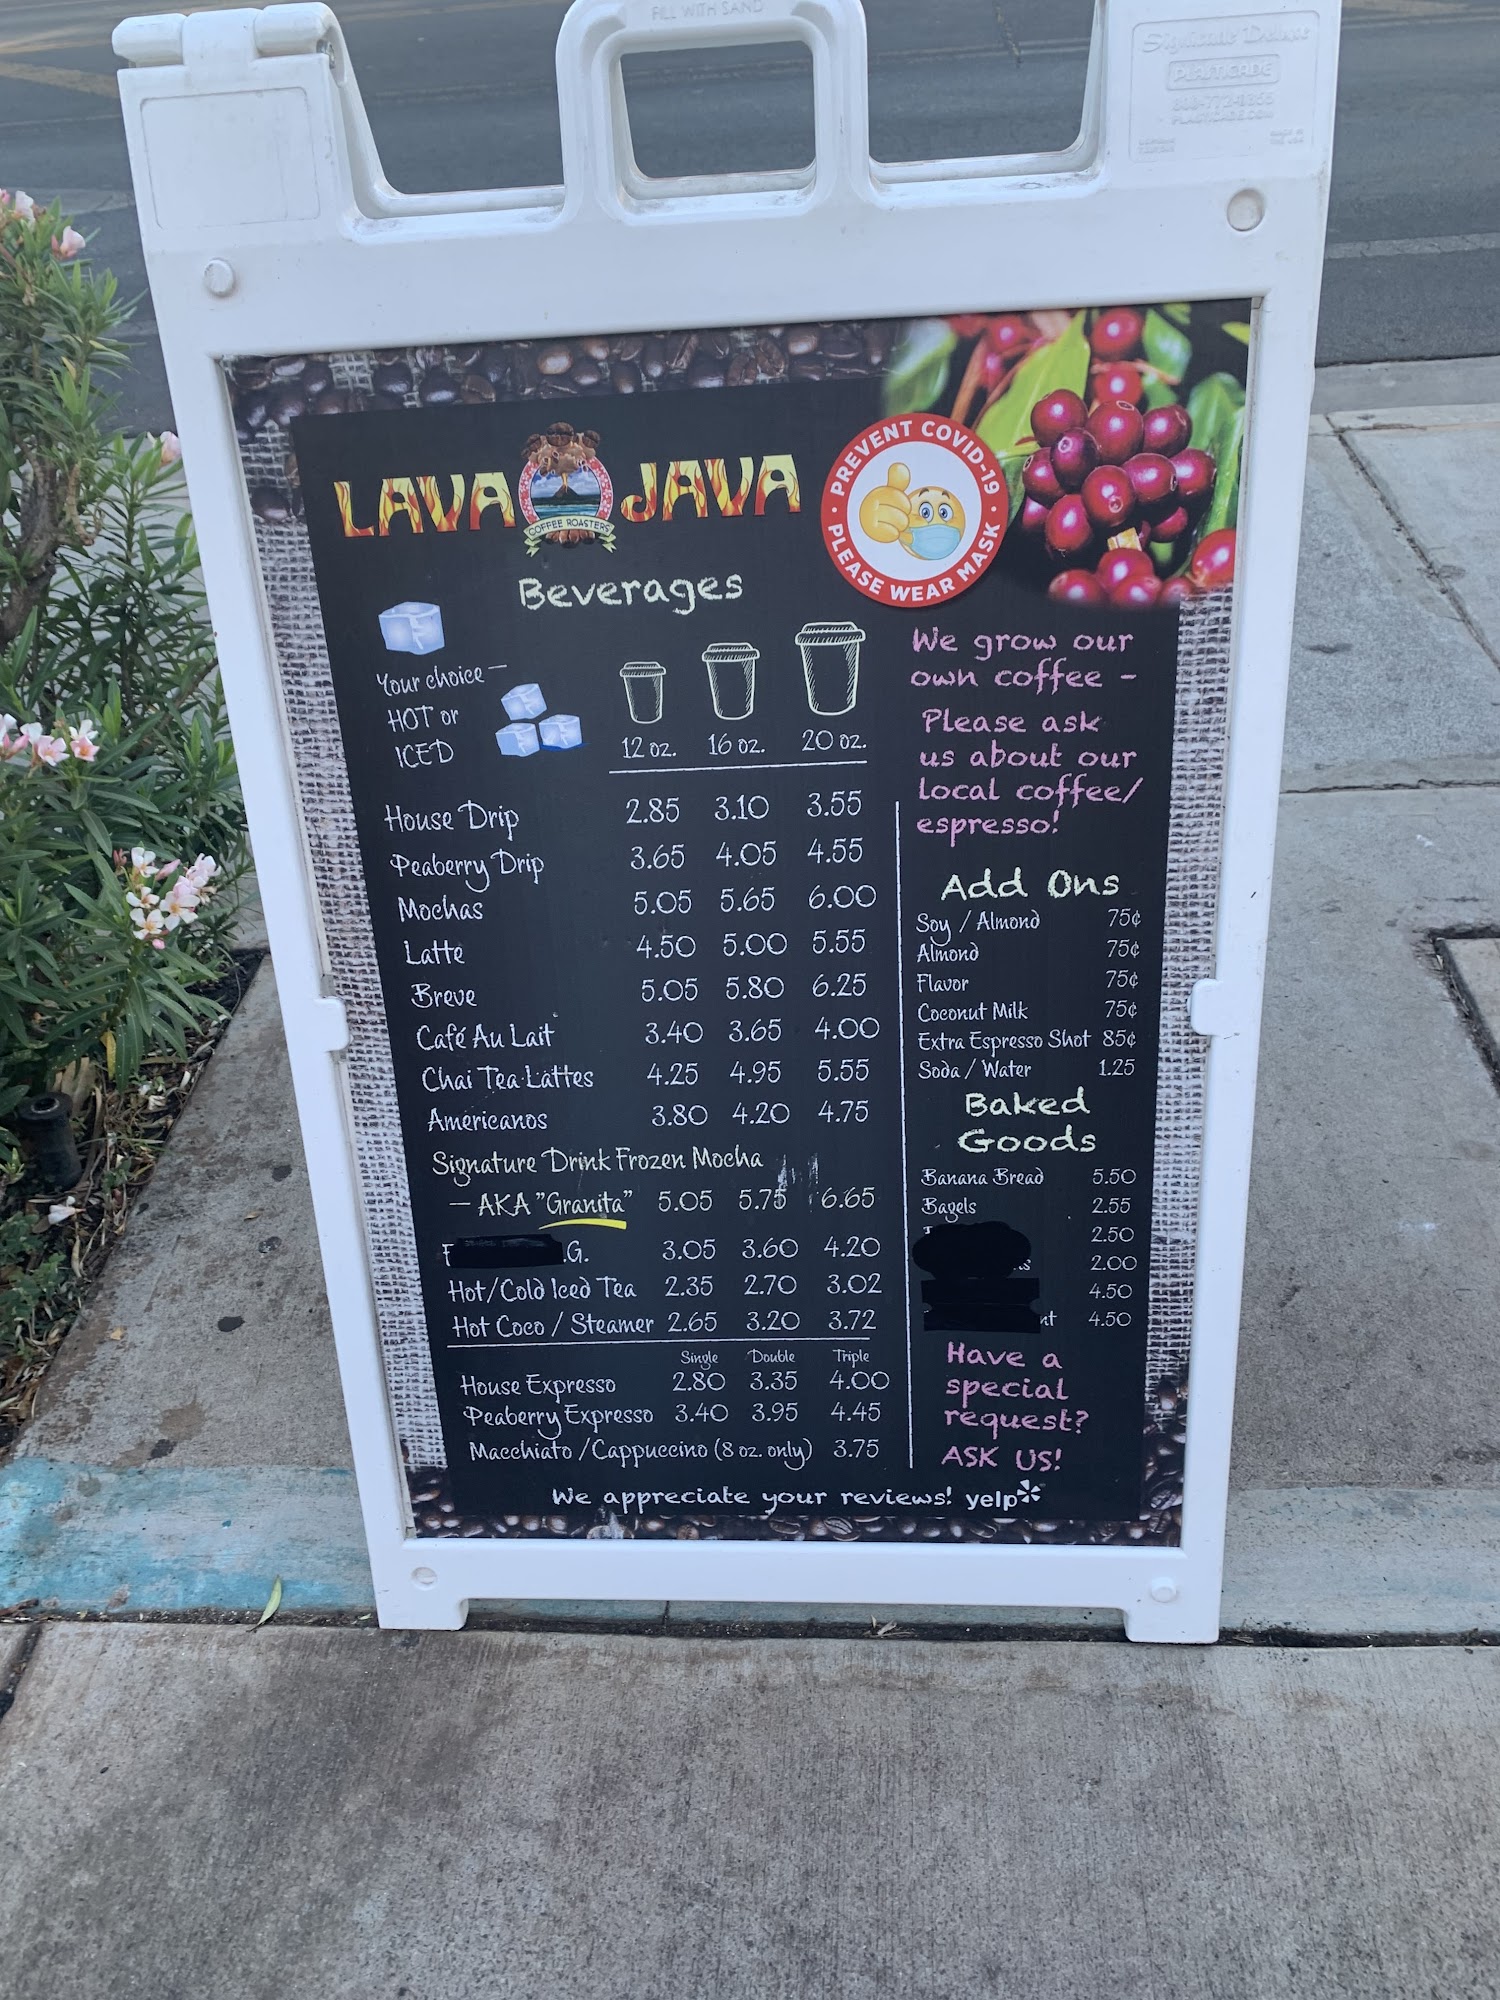 FILL WITH SAND
Signicade Deluxe
PLASTICADE
PLASTICADE.COM
MADE IN
THE USA
LAVA JAVA
COFFEE ROASTERS
PREVENT COVID-19
PLEASE WEAR MASK
Beverages
Your choice –
HOT or
ICED
12 oz. 16 oz. 20 oz.
House Drip 2.85 3.10 3.55
Peaberry Drip 3.65 4.05 4.55
Mochas 5.05 5.65 6.00
Latte 4.50 5.00 5.55
Breve 5.05 5.80 6.25
Café Au Lait 3.40 3.65 4.00
Chai Tea Lattes 4.25 4.95 5.55
Americanos 3.80 4.20 4.75
Signature Drink Frozen Mocha
– AKA "Granita" 5.05 5.75 6.65
F .G. 3.05 3.60 4.20
Hot/Cold Iced Tea 2.35 2.70 3.02
Hot Coco / Steamer 2.65 3.20 3.72
Single Double Triple
House Expresso 2.80 3.35 4.00
Peaberry Expresso 3.40 3.95 4.45
Macchiato / Cappuccino (8 oz. only) 3.75
We grow our
own coffee –
Please ask
us about our
local coffee/
espresso!
Add Ons
Soy / Almond 75¢
Almond 75¢
Flavor 75¢
Coconut Milk 75¢
Extra Espresso Shot 85¢
Soda / Water 1.25
Baked
Goods
Banana Bread 5.50
Bagels 2.55
2.50
2.00
4.50
nt 4.50
Have a
special
request?
ASK US!
We appreciate your reviews! yelp